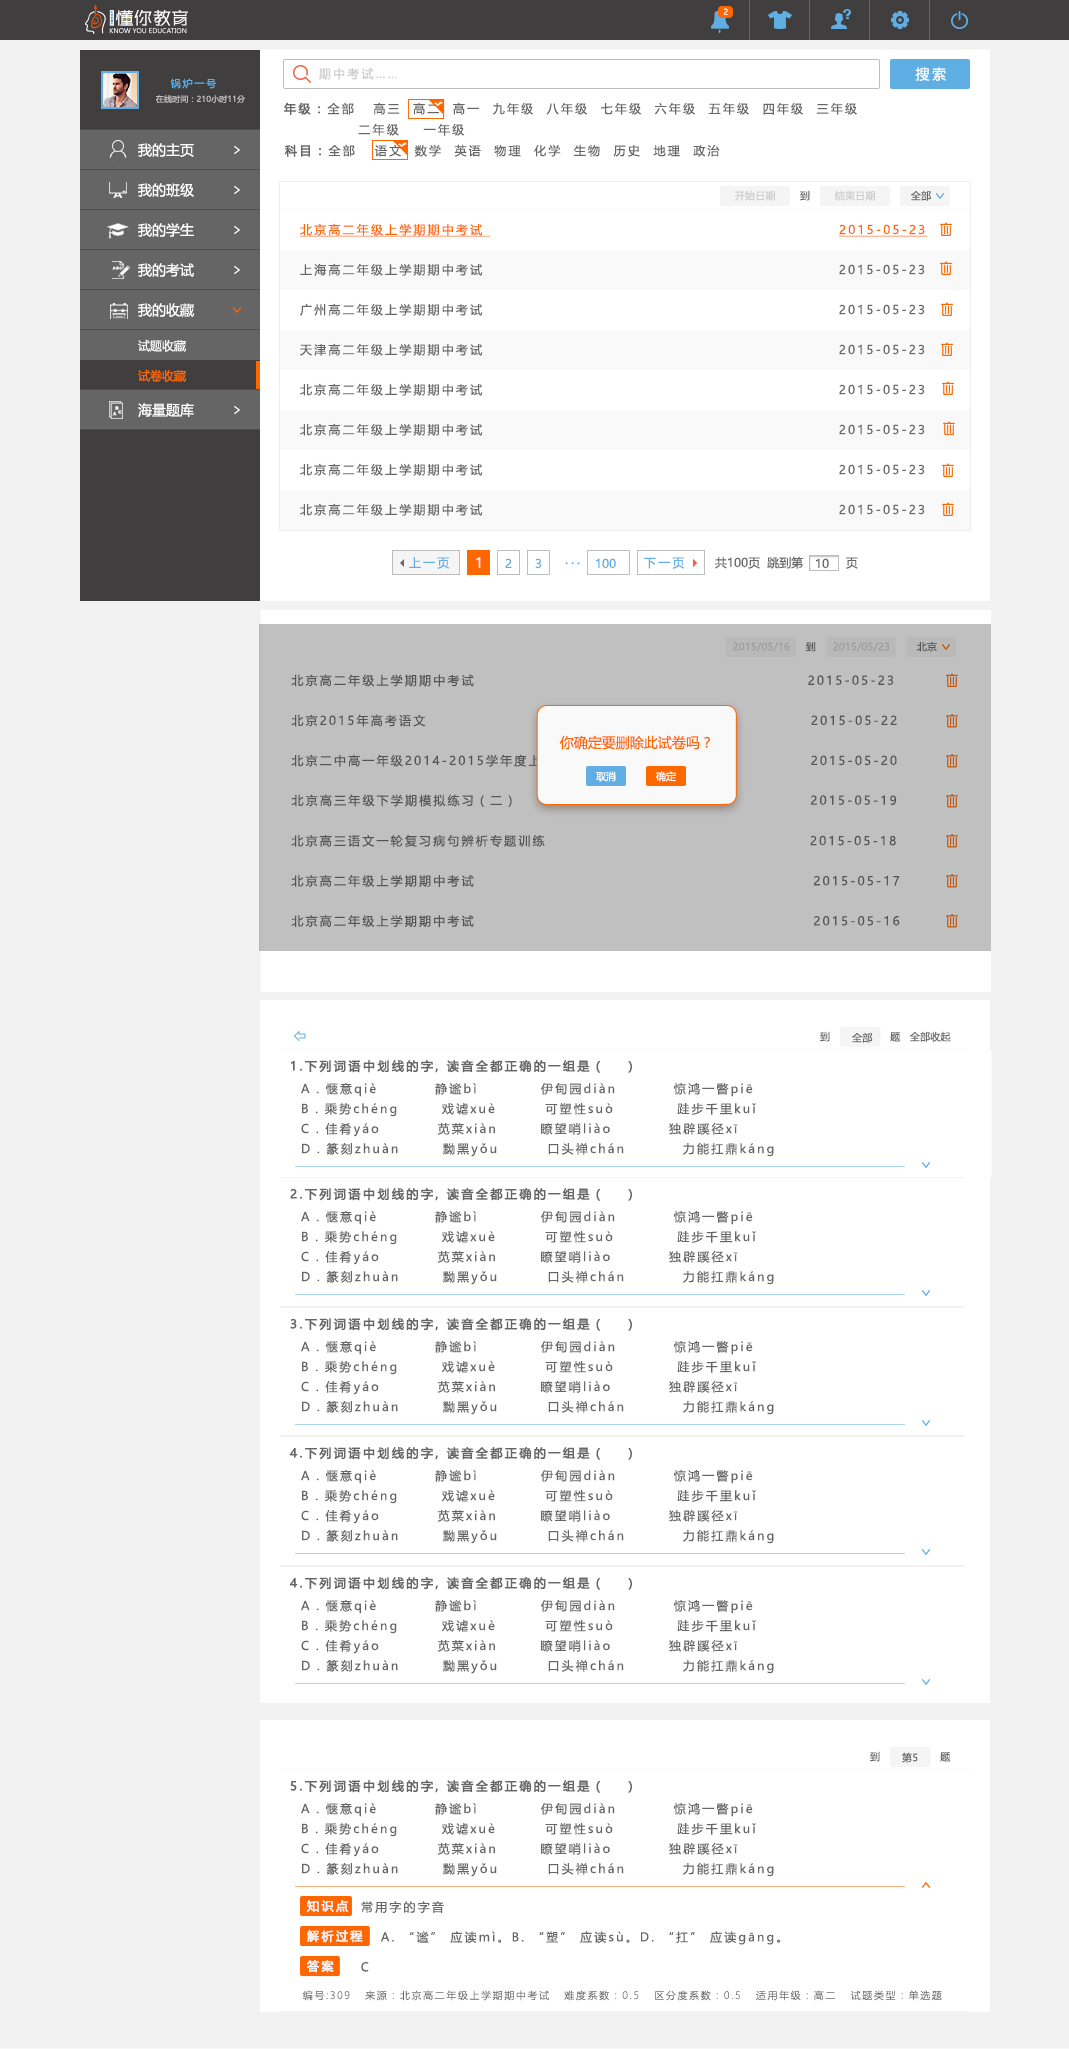 懂你教育
KNOW YOU EDUCATION
2
锅炉一号
在线时间：210小时11分
我的主页
我的班级
我的学生
我的考试
我的收藏
试题收藏
试卷收藏
海量题库
期中考试……
搜索
年级：全部 高三 高二 高一 九年级 八年级 七年级 六年级 五年级 四年级 三年级
二年级 一年级
科目：全部 语文 数学 英语 物理 化学 生物 历史 地理 政治
开始日期 到 结束日期 全部
北京高二年级上学期期中考试 2015-05-23
上海高二年级上学期期中考试 2015-05-23
广州高二年级上学期期中考试 2015-05-23
天津高二年级上学期期中考试 2015-05-23
北京高二年级上学期期中考试 2015-05-23
北京高二年级上学期期中考试 2015-05-23
北京高二年级上学期期中考试 2015-05-23
北京高二年级上学期期中考试 2015-05-23
上一页 1 2 3 ··· 100 下一页 共100页 跳到第 10 页
2015/05/16 到 2015/05/23 北京
北京高二年级上学期期中考试 2015-05-23
北京2015年高考语文 2015-05-22
北京二中高一年级2014-2015学年度上 2015-05-20
北京高三年级下学期模拟练习（二） 2015-05-19
北京高三语文一轮复习病句辨析专题训练 2015-05-18
北京高二年级上学期期中考试 2015-05-17
北京高二年级上学期期中考试 2015-05-16
你确定要删除此试卷吗？
取消 确定
到 全部 题 全部收起
1.下列词语中划线的字, 读音全都正确的一组是 ( )
A．惬意qiè 静谧bì 伊甸园diàn 惊鸿一瞥piē
B．乘势chéng 戏谑xuè 可塑性suò 跬步千里kuǐ
C．佳肴yáo 苋菜xiàn 瞭望哨liào 独辟蹊径xī
D．篆刻zhuàn 黝黑yǒu 口头禅chán 力能扛鼎káng
2.下列词语中划线的字, 读音全都正确的一组是 ( )
A．惬意qiè 静谧bì 伊甸园diàn 惊鸿一瞥piē
B．乘势chéng 戏谑xuè 可塑性suò 跬步千里kuǐ
C．佳肴yáo 苋菜xiàn 瞭望哨liào 独辟蹊径xī
D．篆刻zhuàn 黝黑yǒu 口头禅chán 力能扛鼎káng
3.下列词语中划线的字, 读音全都正确的一组是 ( )
A．惬意qiè 静谧bì 伊甸园diàn 惊鸿一瞥piē
B．乘势chéng 戏谑xuè 可塑性suò 跬步千里kuǐ
C．佳肴yáo 苋菜xiàn 瞭望哨liào 独辟蹊径xī
D．篆刻zhuàn 黝黑yǒu 口头禅chán 力能扛鼎káng
4.下列词语中划线的字, 读音全都正确的一组是 ( )
A．惬意qiè 静谧bì 伊甸园diàn 惊鸿一瞥piē
B．乘势chéng 戏谑xuè 可塑性suò 跬步千里kuǐ
C．佳肴yáo 苋菜xiàn 瞭望哨liào 独辟蹊径xī
D．篆刻zhuàn 黝黑yǒu 口头禅chán 力能扛鼎káng
4.下列词语中划线的字, 读音全都正确的一组是 ( )
A．惬意qiè 静谧bì 伊甸园diàn 惊鸿一瞥piē
B．乘势chéng 戏谑xuè 可塑性suò 跬步千里kuǐ
C．佳肴yáo 苋菜xiàn 瞭望哨liào 独辟蹊径xī
D．篆刻zhuàn 黝黑yǒu 口头禅chán 力能扛鼎káng
到 第5 题
5.下列词语中划线的字, 读音全都正确的一组是 ( )
A．惬意qiè 静谧bì 伊甸园diàn 惊鸿一瞥piē
B．乘势chéng 戏谑xuè 可塑性suò 跬步千里kuǐ
C．佳肴yáo 苋菜xiàn 瞭望哨liào 独辟蹊径xī
D．篆刻zhuàn 黝黑yǒu 口头禅chán 力能扛鼎káng
知识点 常用字的字音
解析过程 A. “谧” 应读mì。B. “塑” 应读sù。D. “扛” 应读gāng。
答案 C
编号:309 来源：北京高二年级上学期期中考试 难度系数：0.5 区分度系数：0.5 适用年级：高二 试题类型：单选题